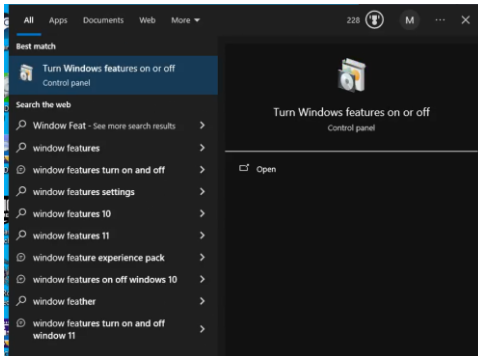 All Apps Documents Web More 228 M
Best match
Turn Windows features on or off
Control panel
Search the web
Window Feat - See more search results
window features
window features turn on and off
window features settings
window features 10
window features 11
window feature experience pack
window features on off windows 10
window feather
window features turn on and off
window 11
Turn Windows features on or off
Control panel
Open